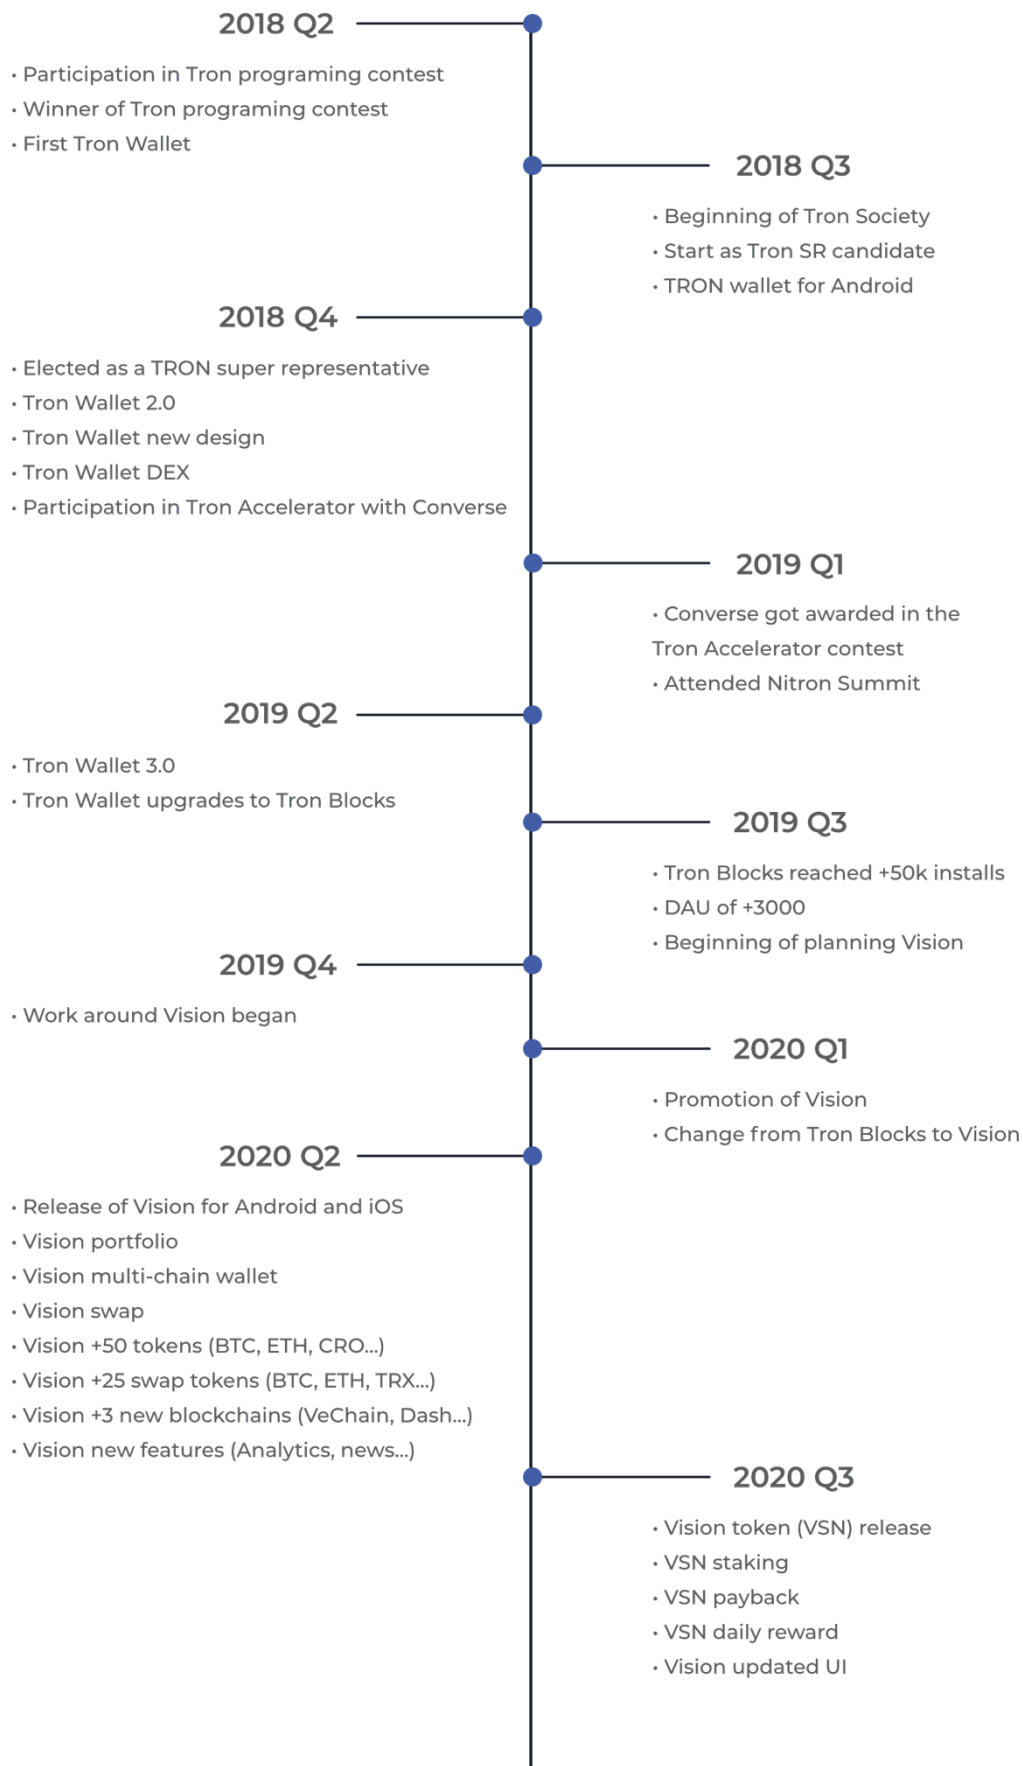 2018 Q2
• Participation in Tron programing contest
• Winner of Tron programing contest
• First Tron Wallet
2018 Q3
• Beginning of Tron Society
• Start as Tron SR candidate
• TRON wallet for Android
2018 Q4
• Elected as a TRON super representative
• Tron Wallet 2.0
• Tron Wallet new design
• Tron Wallet DEX
• Participation in Tron Accelerator with Converse
2019 Q1
• Converse got awarded in the
Tron Accelerator contest
• Attended Nitron Summit
2019 Q2
• Tron Wallet 3.0
• Tron Wallet upgrades to Tron Blocks
2019 Q3
• Tron Blocks reached +50k installs
• DAU of +3000
• Beginning of planning Vision
2019 Q4
• Work around Vision began
2020 Q1
• Promotion of Vision
• Change from Tron Blocks to Vision
2020 Q2
• Release of Vision for Android and iOS
• Vision portfolio
• Vision multi-chain wallet
• Vision swap
• Vision +50 tokens (BTC, ETH, CRO...)
• Vision +25 swap tokens (BTC, ETH, TRX...)
• Vision +3 new blockchains (VeChain, Dash...)
• Vision new features (Analytics, news...)
2020 Q3
• Vision token (VSN) release
• VSN staking
• VSN payback
• VSN daily reward
• Vision updated UI